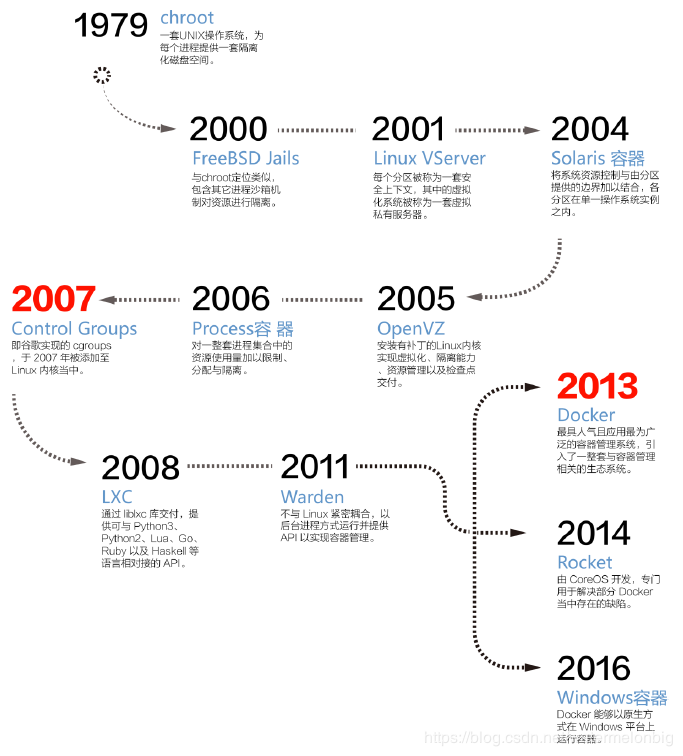 1979
chroot
一套UNIX操作系统，为
每个进程提供一套隔离
化磁盘空间。
2000
FreeBSD Jails
与chroot定位类似，
包含其它进程沙箱机
制对资源进行隔离。
2001
Linux VServer
每个分区被称为一套安
全上下文，其中的虚拟
化系统被称为一套虚拟
私有服务器。
2004
Solaris 容器
将系统资源控制与由分区
提供的边界加以结合，各
分区在单一操作系统实例
之内。
2007
Control Groups
即谷歌实现的 cgroups
，于 2007 年被添加至
Linux 内核当中。
2006
Process容 器
对一整套进程集合中的
资源使用量加以限制、
分配与隔离。
2005
OpenVZ
安装有补丁的Linux内核
实现虚拟化、隔离能力
、资源管理以及检查点
交付。
2008
LXC
通过 liblxc 库交付，提
供可与 Python3、
Python2、Lua、Go、
Ruby 以及 Haskell 等
语言相对接的 API。
2011
Warden
不与 Linux 紧密耦合，以
后台进程方式运行并提供
API 以实现容器管理。
2013
Docker
最具人气且应用最为广
泛的容器管理系统，引
入了一整套与容器管理
相关的生态系统。
2014
Rocket
由 CoreOS 开发，专门
用于解决部分 Docker
当中存在的缺陷。
2016
Windows容器
Docker 能够以原生方
式在 Windows 平台上
运行容器。